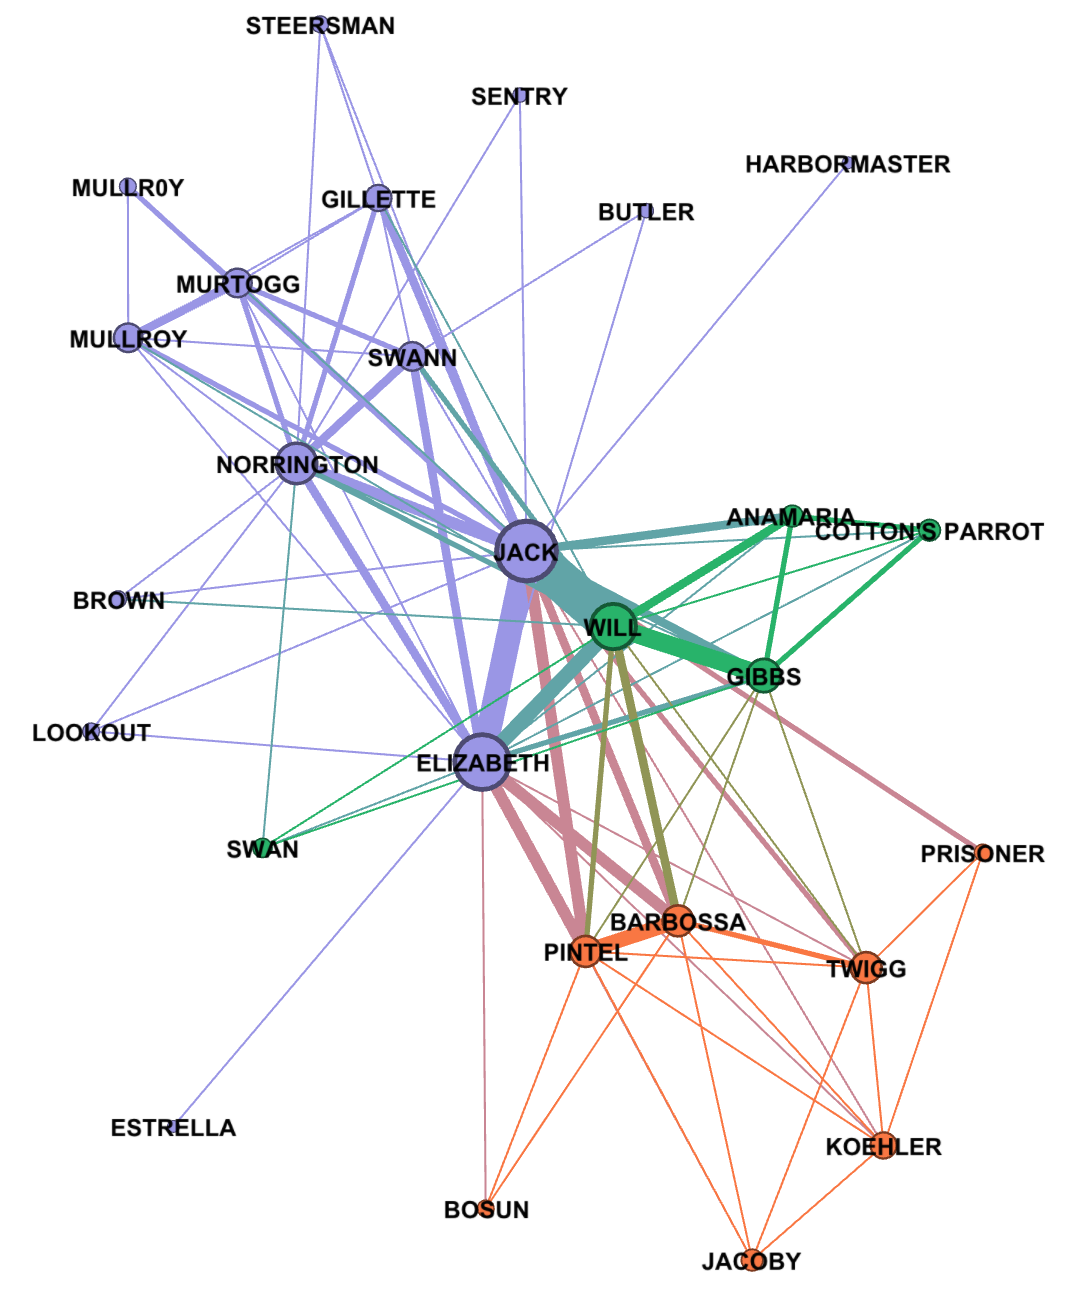 STEERSMAN
SENTRY
HARBORMASTER
MULLR0Y
GILLETTE
BUTLER
MURTOGG
MULLROY
SWANN
NORRINGTON
ANAMARIA
COTTON'S PARROT
JACK
BROWN
WILL
GIBBS
LOOKOUT
ELIZABETH
SWAN
PRISONER
BARBOSSA
PINTEL
TWIGG
ESTRELLA
KOEHLER
BOSUN
JACOBY